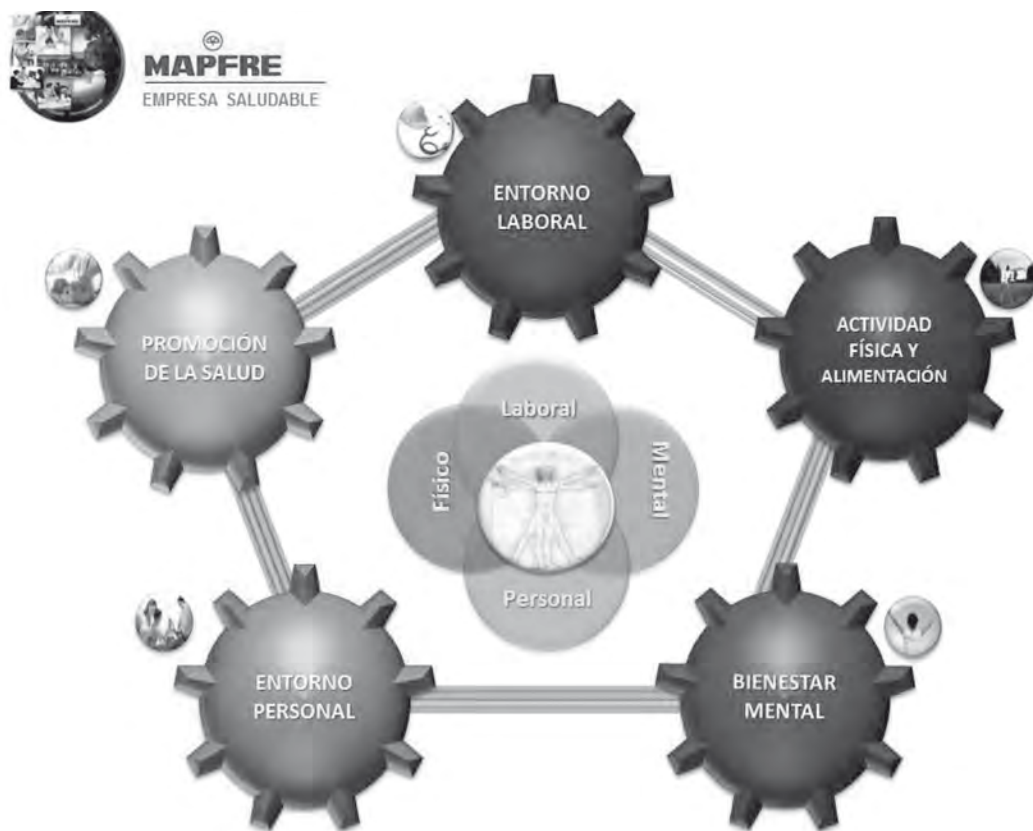 MAPFRE
EMPRESA SALUDABLE
ENTORNO
LABORAL
PROMOCIÓN
DE LA SALUD
ACTIVIDAD
FÍSICA Y
ALIMENTACIÓN
Laboral
Físico
Mental
Personal
ENTORNO
PERSONAL
BIENESTAR
MENTAL